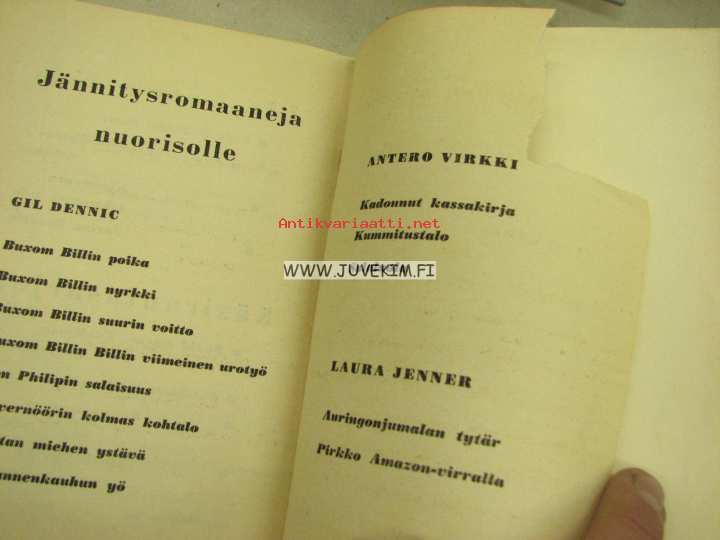 Jännitysromaaneja
nuorisolle
GIL DENNIC
Buxom Billin poika
Buxom Billin nyrkki
Buxom Billin suurin voitto
uxom Billin Billin viimeinen urotyö
Philipin salaisuus
vernöörin kolmas kohtalo
tan miehen ystävä
annenkauhun yö
ANTERO VIRKKI
Kadonnut kassakirja
Kummitustalo
LAURA JENNER
Auringonjumalan tytär
Pirkko Amazon-virralla
Antikvariaatti.net
WWW.JUVEKIM.FI